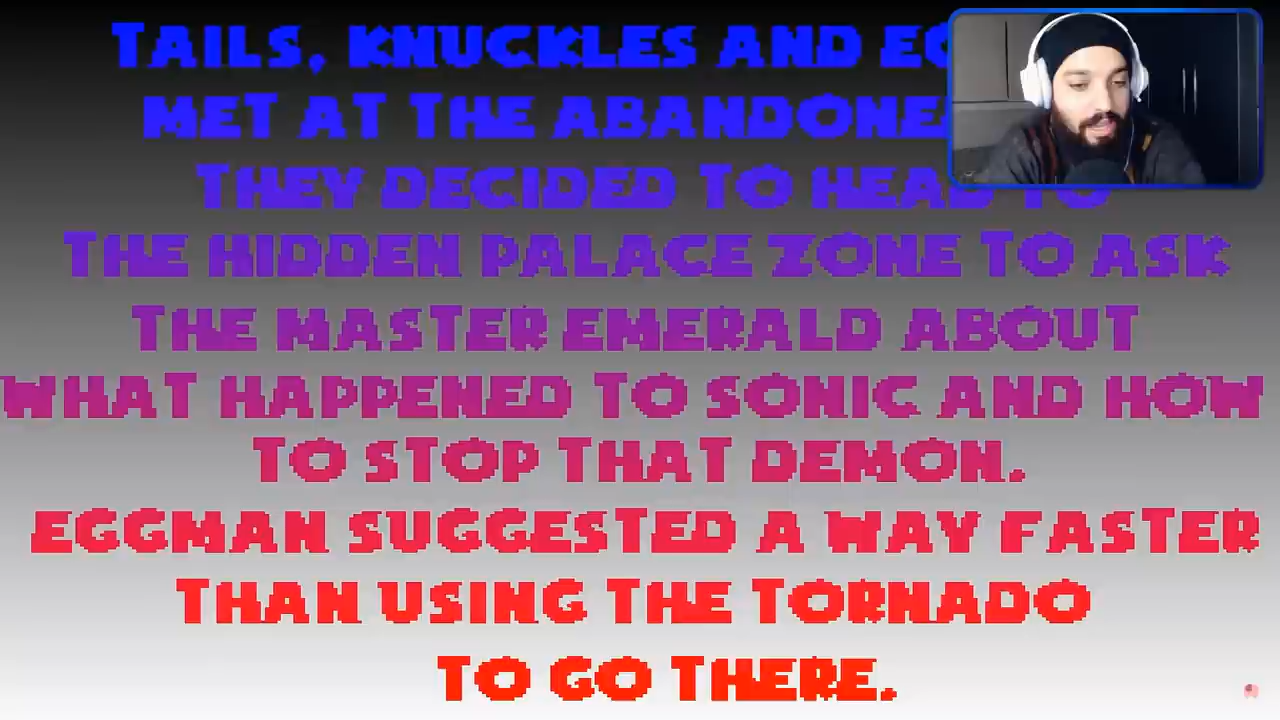 TAILS, KNUCKLES AND
MET AT THE
THEY DECIDED TO HEAD TO
THE HIDDEN PALACE ZONE TO ASK
THE MASTER EMERALD ABOUT
WHAT HAPPENED TO SONIC AND HOW
TO STOP THAT DEMON.
EGGMAN SUGGESTED A WAY FASTER
THAN USING THE TORNADO
TO GO THERE.